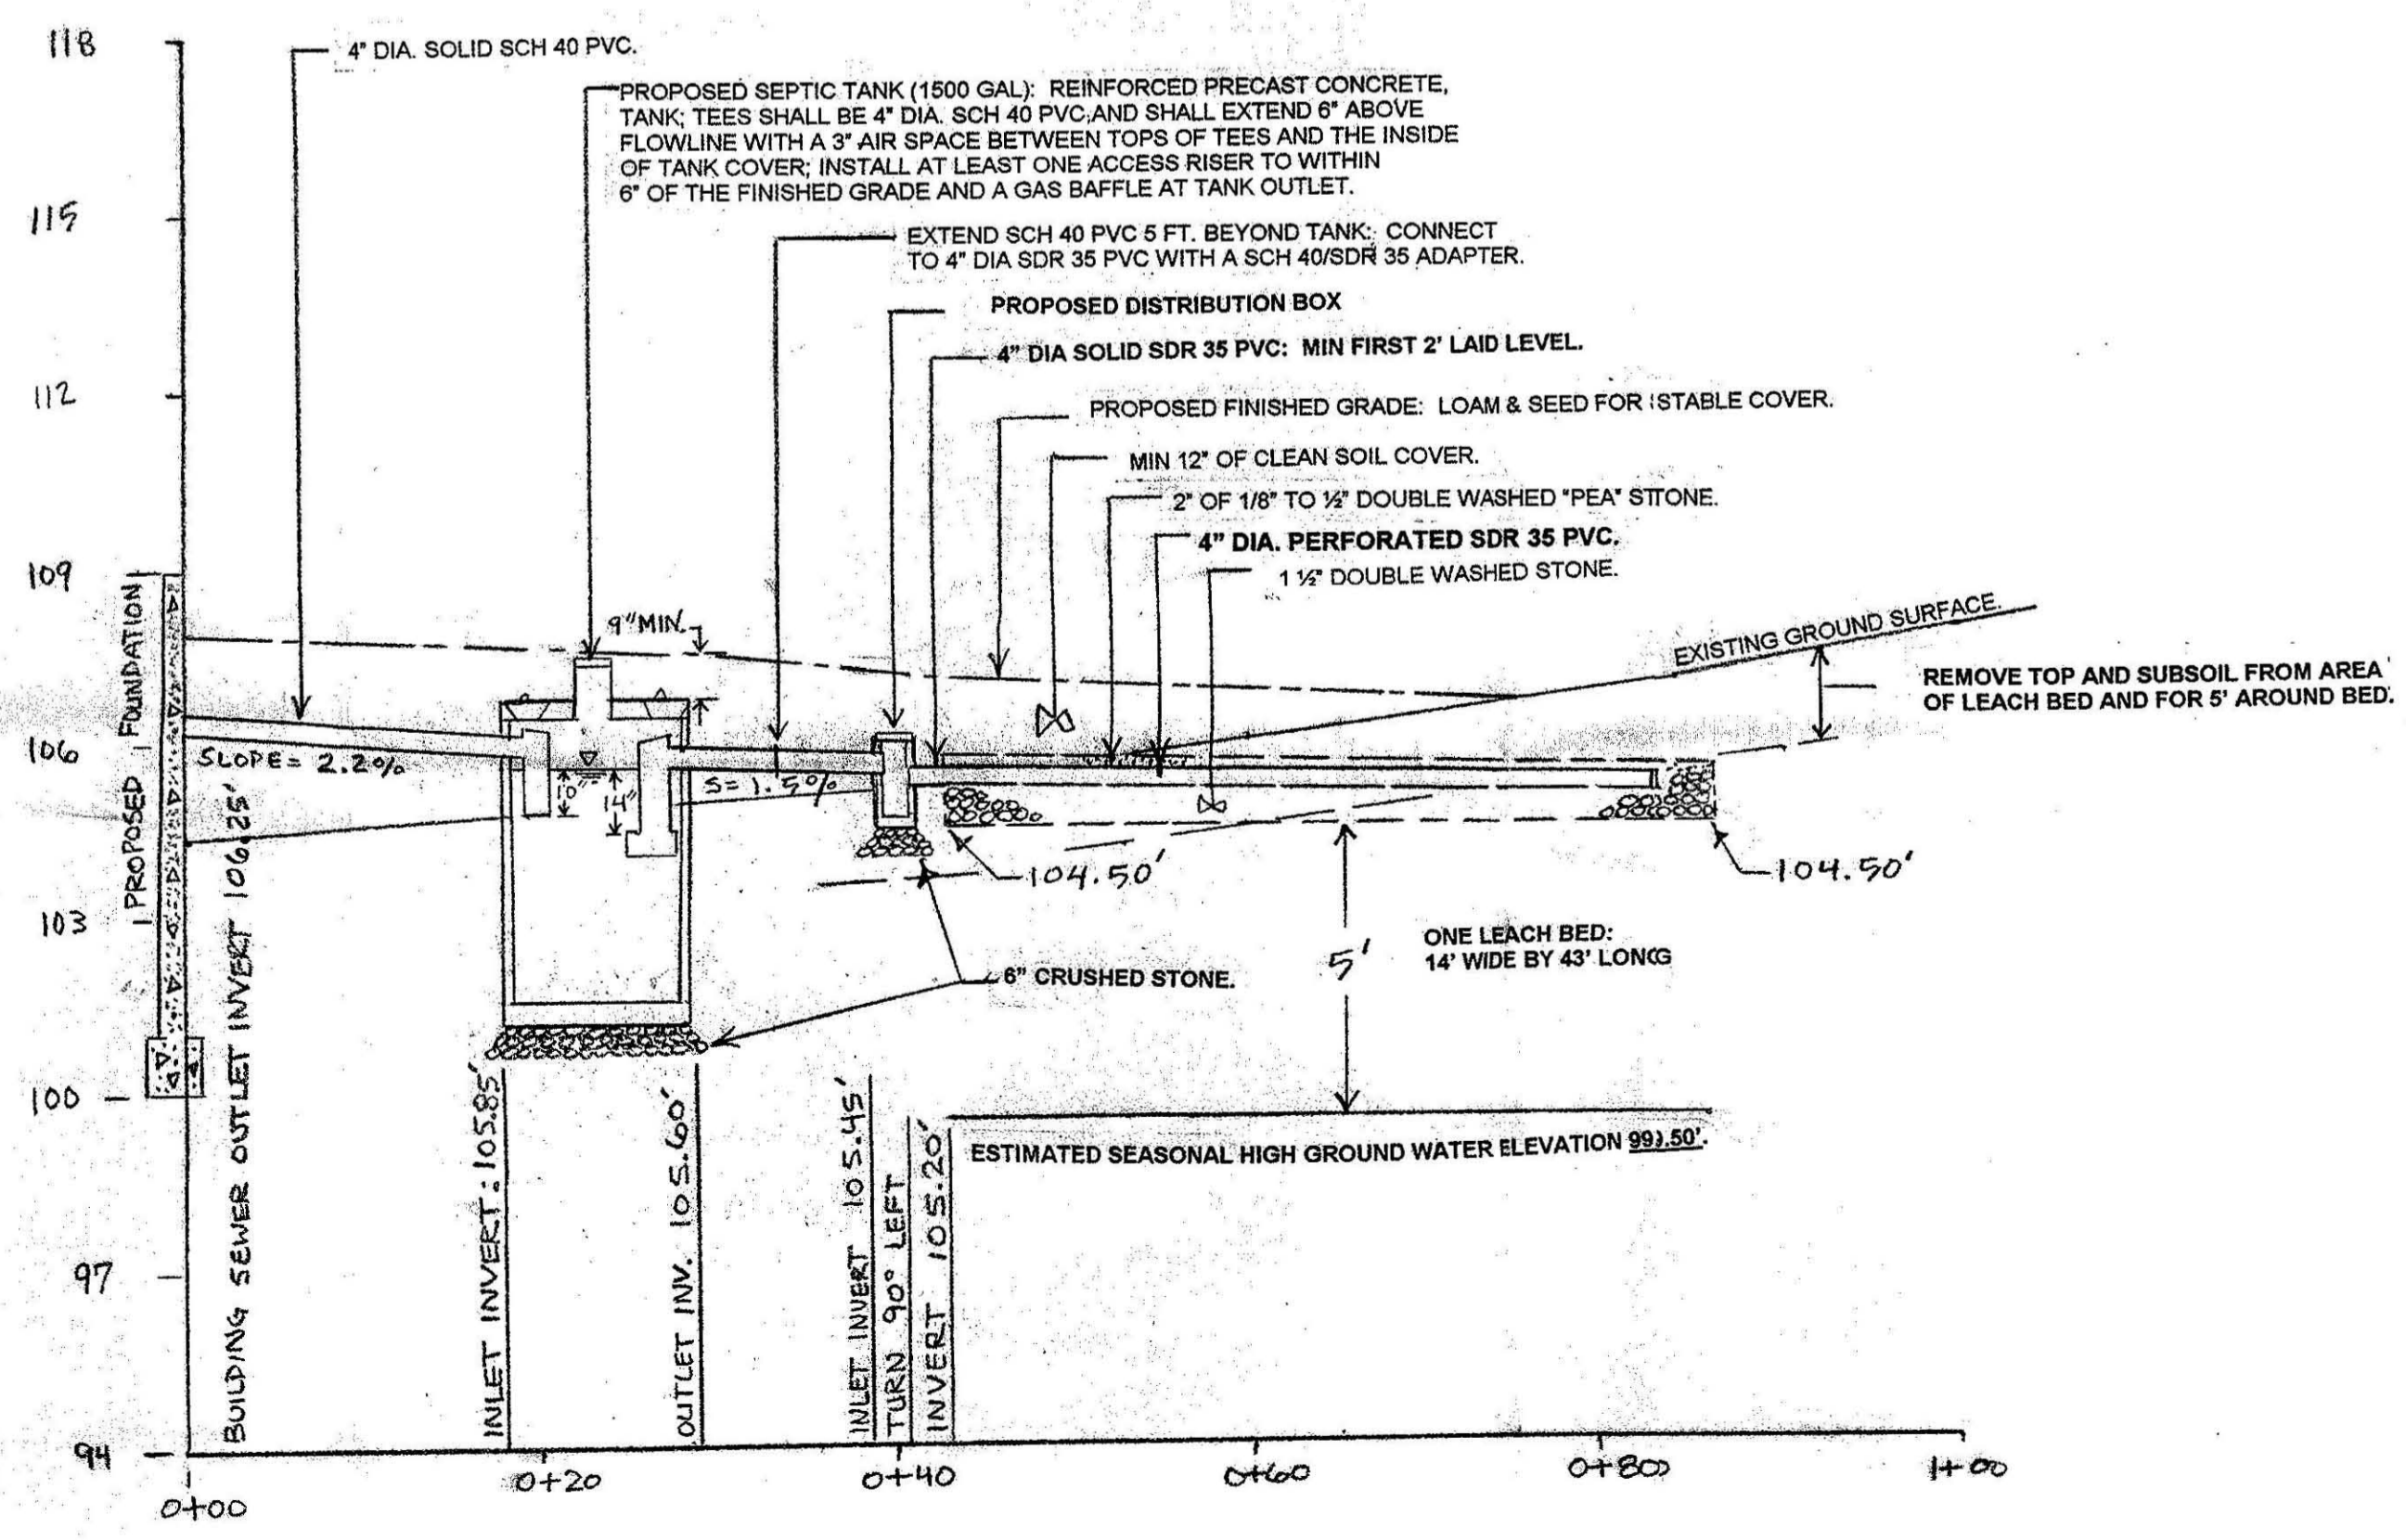 118
4" DIA. SOLID SCH 40 PVC.
PROPOSED SEPTIC TANK (1500 GAL): REINFORCED PRECAST CONCRETE,
TANK; TEES SHALL BE 4" DIA. SCH 40 PVC, AND SHALL EXTEND 6" ABOVE
FLOWLINE WITH A 3" AIR SPACE BETWEEN TOPS OF TEES AND THE INSIDE
OF TANK COVER; INSTALL AT LEAST ONE ACCESS RISER TO WITHIN
6" OF THE FINISHED GRADE AND A GAS BAFFLE AT TANK OUTLET.
115
EXTEND SCH 40 PVC 5 FT. BEYOND TANK: CONNECT
TO 4" DIA SDR 35 PVC WITH A SCH 40/SDR 35 ADAPTER.
PROPOSED DISTRIBUTION BOX
4" DIA SOLID SDR 35 PVC: MIN FIRST 2' LAID LEVEL.
112
PROPOSED FINISHED GRADE: LOAM & SEED FOR STABLE COVER.
MIN 12" OF CLEAN SOIL COVER.
2" OF 1/8" TO ½" DOUBLE WASHED "PEA" STTONE.
4" DIA. PERFORATED SDR 35 PVC.
1 ½" DOUBLE WASHED STONE.
109
PROPOSED FOUNDATION
9" MIN.
EXISTING GROUND SURFACE.
REMOVE TOP AND SUBSOIL FROM AREA
OF LEACH BED AND FOR 5' AROUND BED.
106
SLOPE = 2.2%
10"
14"
S=1.5%
104.50'
104.50'
103
5'
ONE LEACH BED:
14' WIDE BY 43' LONG
6" CRUSHED STONE.
100
BUILDING SEWER OUTLET INVERT 106.25'
INLET INVERT: 105.85'
OUTLET INV. 105.60'
INLET INVERT 105.45'
TURN 90° LEFT
INVERT 105.20'
ESTIMATED SEASONAL HIGH GROUND WATER ELEVATION
97
94
0+00
0+20
0+40
0+60
0+80
1+00